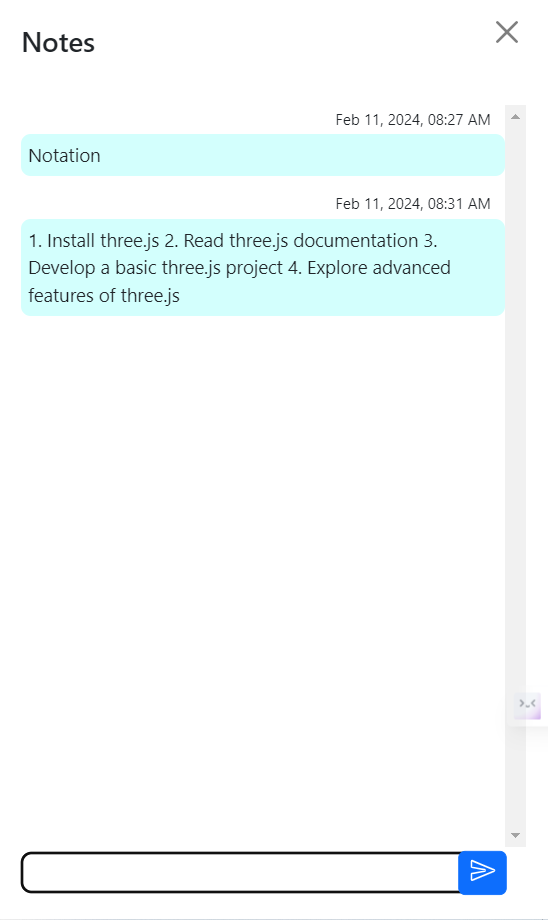 Notes
Feb 11, 2024, 08:27 AM
Notation
Feb 11, 2024, 08:31 AM
1. Install three.js 2. Read three.js documentation 3.
Develop a basic three.js project 4. Explore advanced
features of three.js